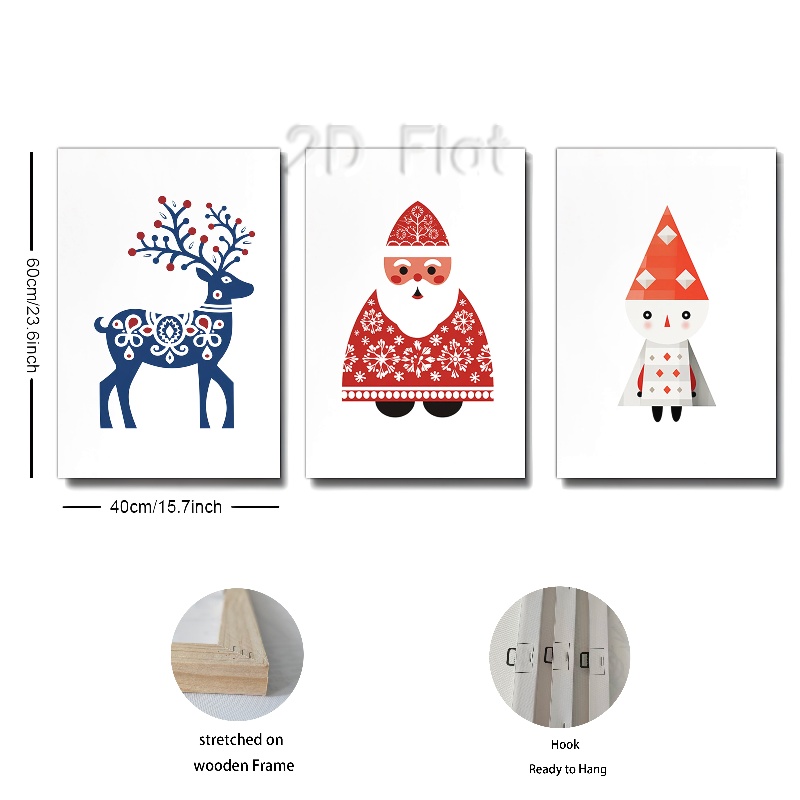 2D Flat
60cm/23.6inch
40cm/15.7inch
stretched on
wooden Frame
Hook
Ready to Hang